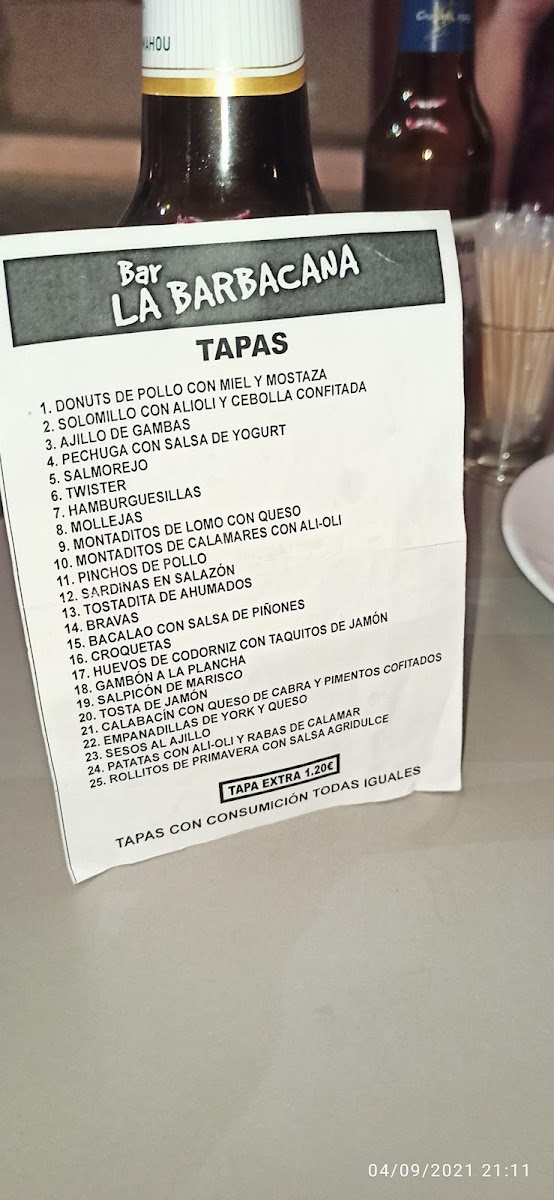 MAHOU
Bar
LA BARBACANA
TAPAS
1. DONUTS DE POLLO CON MIEL Y MOSTAZA
2. SOLOMILLO CON ALIOLI Y CEBOLLA CONFITADA
3. AJILLO DE GAMBAS
4. PECHUGA CON SALSA DE YOGURT
5. SALMOREJO
6. TWISTER
7. HAMBURGUESILLAS
8. MOLLEJAS
9. MONTADITOS DE LOMO CON QUESO
10. MONTADITOS DE CALAMARES CON ALI-OLI
11. PINCHOS DE POLLO
12. SARDINAS EN SALAZÓN
13. TOSTADITA DE AHUMADOS
14. BRAVAS
15. BACALAO CON SALSA DE PIÑONES
16. CROQUETAS
17. HUEVOS DE CODORNIZ CON TAQUITOS DE JAMÓN
18. GAMBÓN A LA PLANCHA
19. SALPICÓN DE MARISCO
20. TOSTA DE JAMÓN
21. CALABACÍN CON QUESO DE CABRA Y PIMENTOS COFITADOS
22. EMPANADILLAS DE YORK Y QUESO
23. SESOS AL AJILLO
24. PATATAS CON ALI-OLI Y RABAS DE CALAMAR
25. ROLLITOS DE PRIMAVERA CON SALSA AGRIDULCE
TAPA EXTRA 1.20€
TAPAS CON CONSUMICIÓN TODAS IGUALES
04/09/2021 21:11